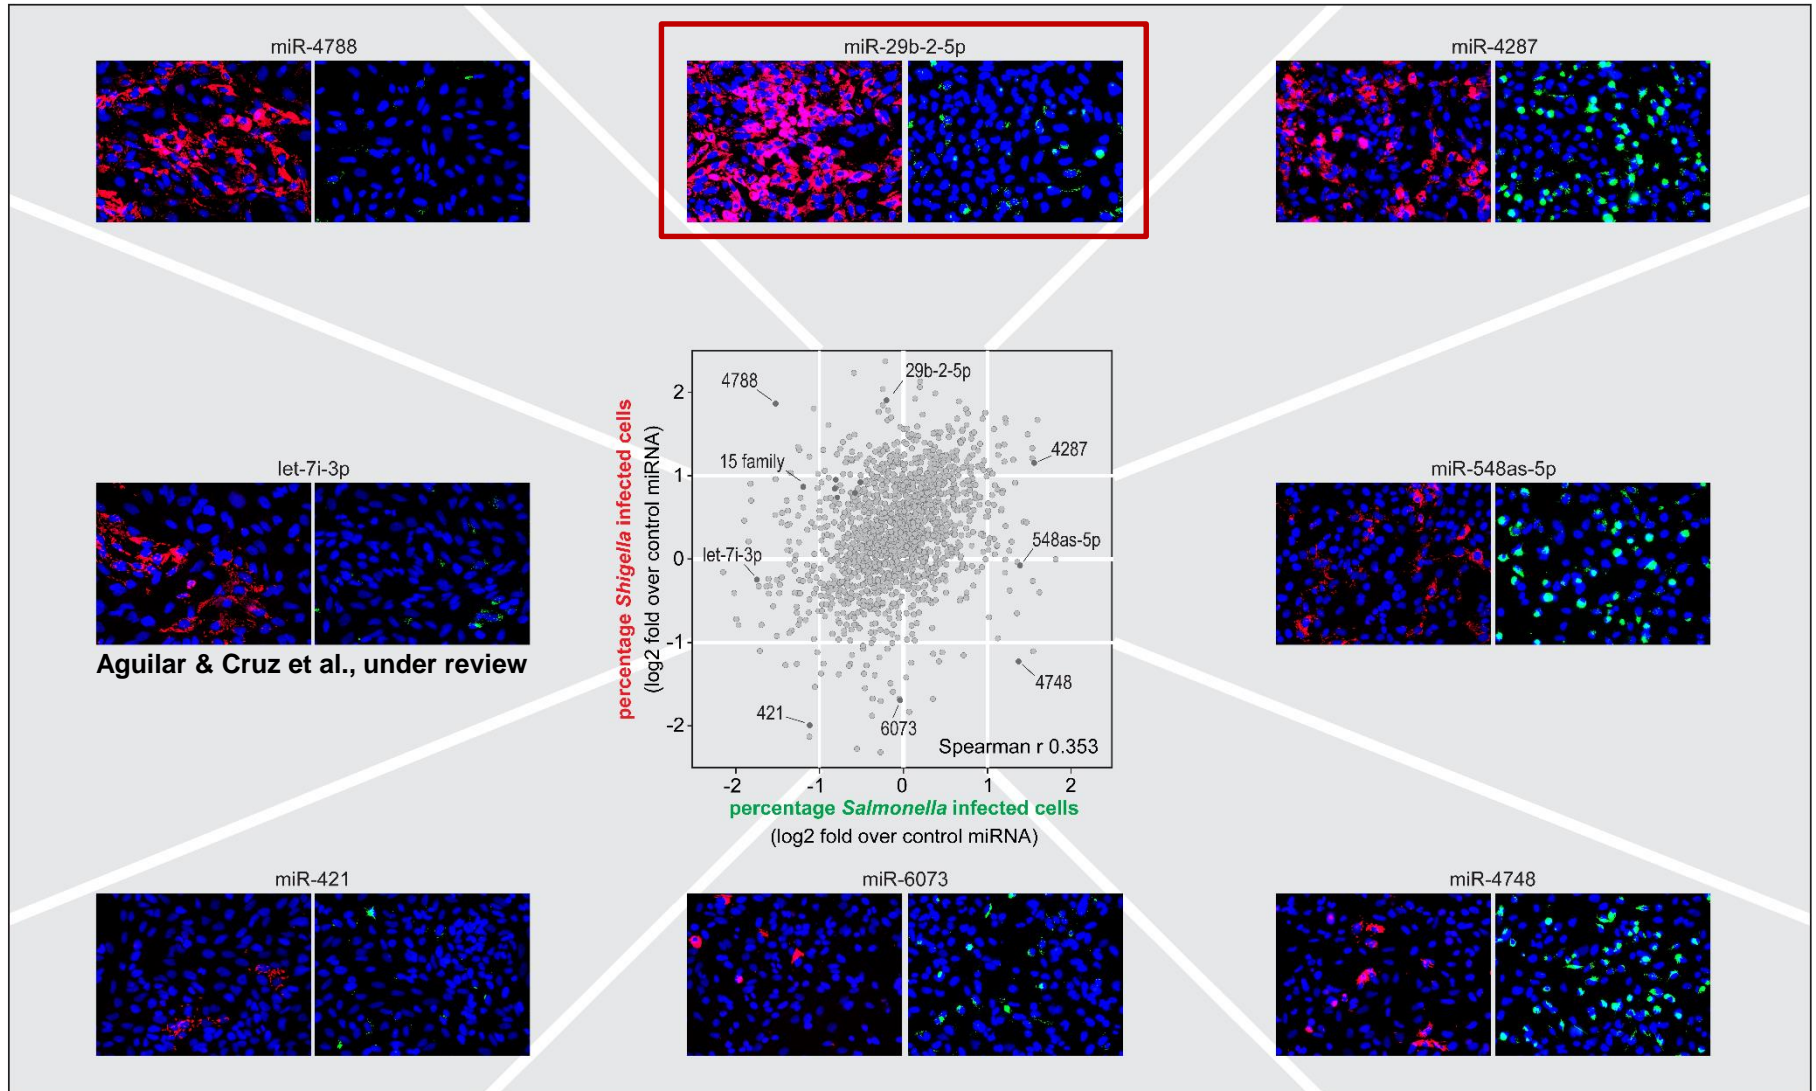 miR-4788
miR-29b-2-5p
miR-4287
let-7i-3p
Aguilar & Cruz et al., under review
percentage Shigella infected cells
(log2 fold over control miRNA)
2
1
0
-1
-2
4788
29b-2-5p
15 family
4287
let-7i-3p
548as-5p
4748
421
6073
Spearman r 0.353
-2 -1 0 1 2
percentage Salmonella infected cells
(log2 fold over control miRNA)
miR-548as-5p
miR-421
miR-6073
miR-4748